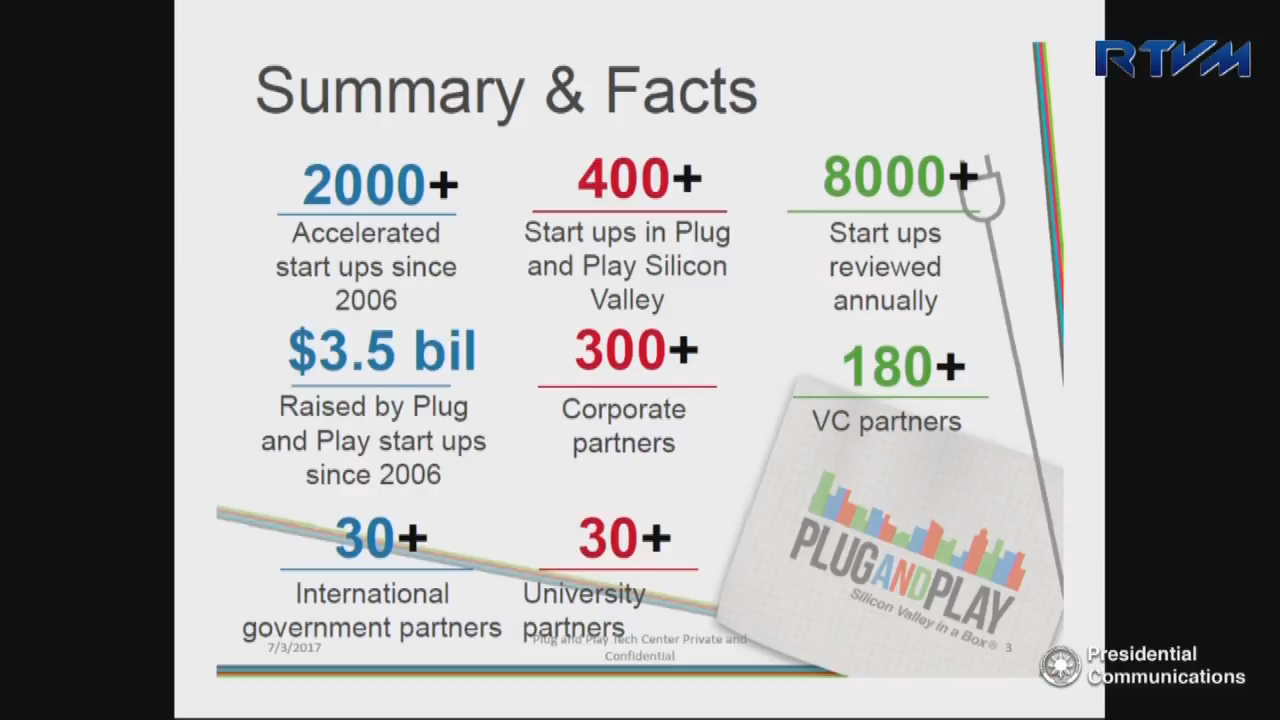 RTVM
Summary & Facts
2000+
Accelerated
start ups since
2006
400+
Start ups in Plug
and Play Silicon
Valley
8000+
Start ups
reviewed
annually
$3.5 bil
Raised by Plug
and Play start ups
since 2006
300+
Corporate
partners
180+
VC partners
30+
International
government partners
30+
University
partners
PLUGANDPLAY
Silicon Valley in a Box®
7/3/2017
Plug and Play Tech Center Private and
Confidential
3
Presidential
Communications